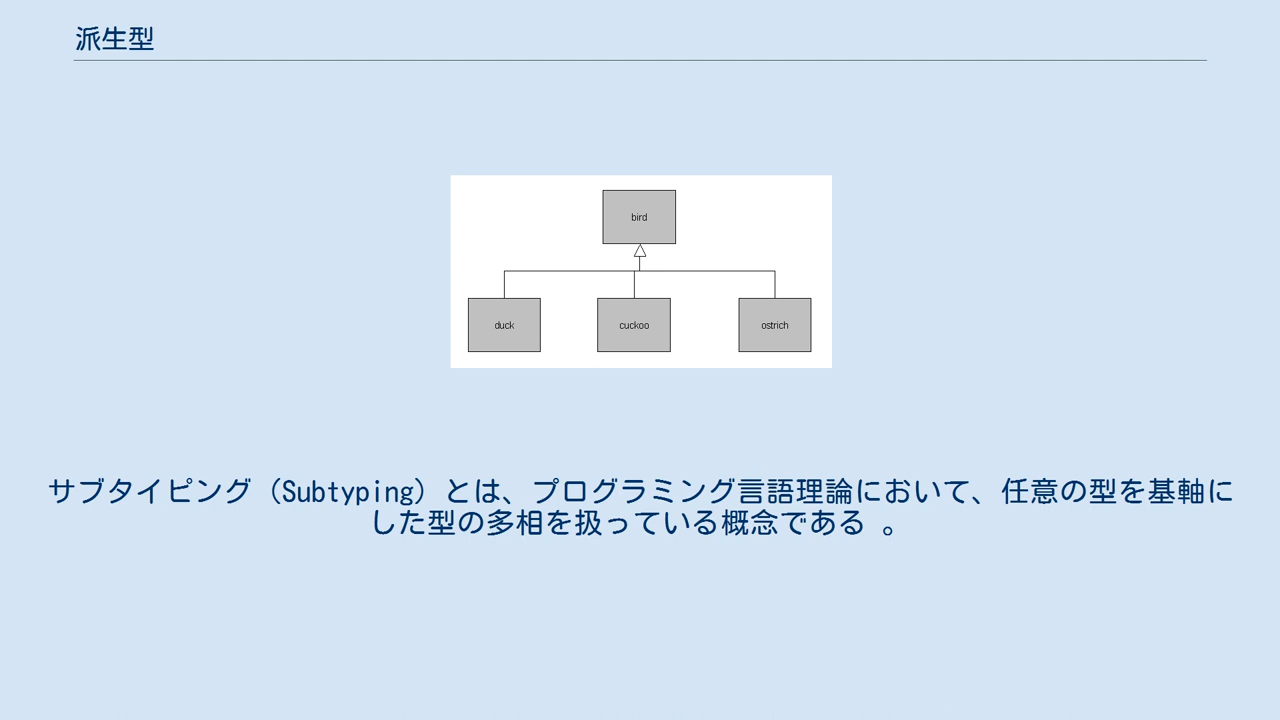 派生型
bird
duck
cuckoo
ostrich
サブタイピング（Subtyping）とは、プログラミング言語理論において、任意の型を基軸に
した型の多相を扱っている概念である 。